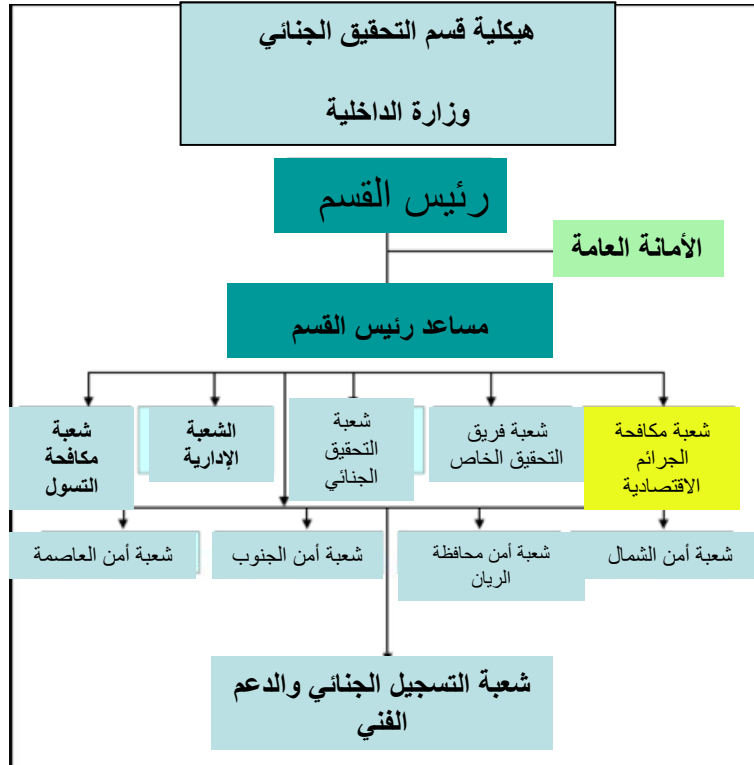 هيكلية قسم التحقيق الجنائي
وزارة الداخلية
رئيس القسم
الأمانة العامة
مساعد رئيس القسم
شعبة مكافحة
الجرائم
الاقتصادية
شعبة فريق
التحقيق الخاص
شعبة
التحقيق
الجنائي
الشعبة
الإدارية
شعبة
مكافحة
التسول
شعبة أمن الشمال
شعبة أمن محافظة
الريان
شعبة أمن الجنوب
شعبة أمن العاصمة
شعبة التسجيل الجنائي والدعم
الفني